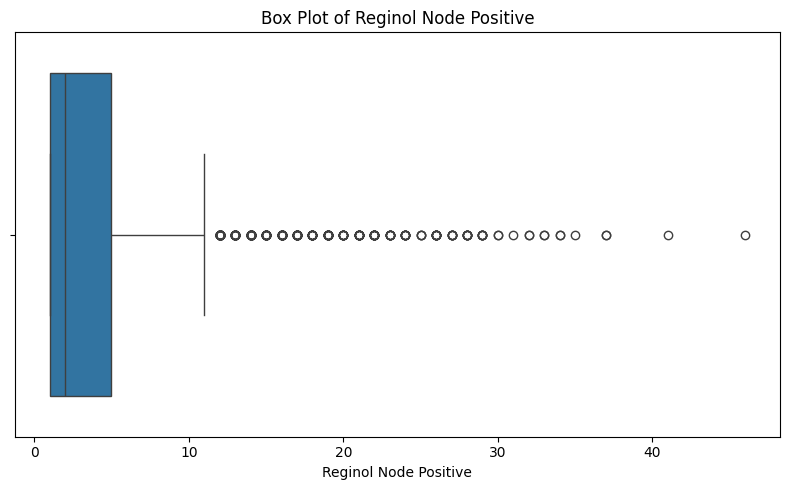 Box Plot of Reginol Node Positive
0 10 20 30 40
Reginol Node Positive